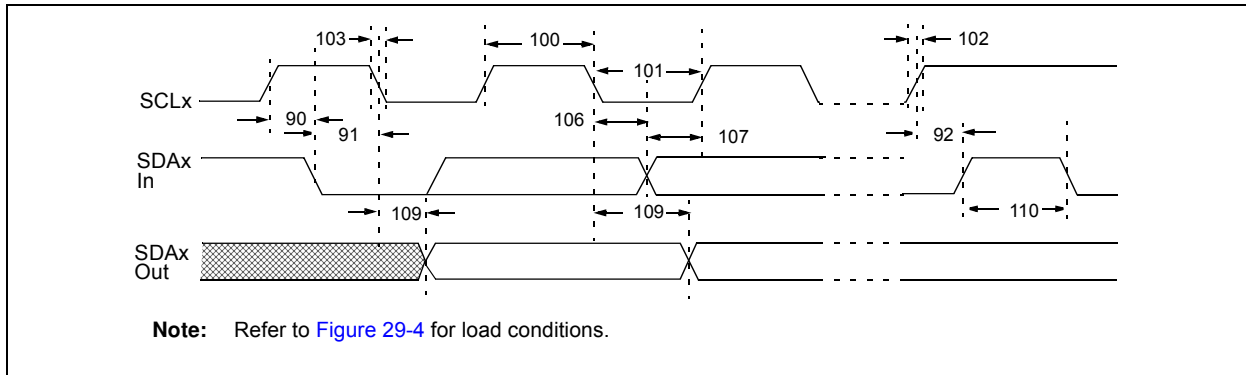 103
100
102
101
SCLx
90
91
106
107
92
SDAx
In
109
109
110
SDAx
Out
Note: Refer to Figure 29-4 for load conditions.